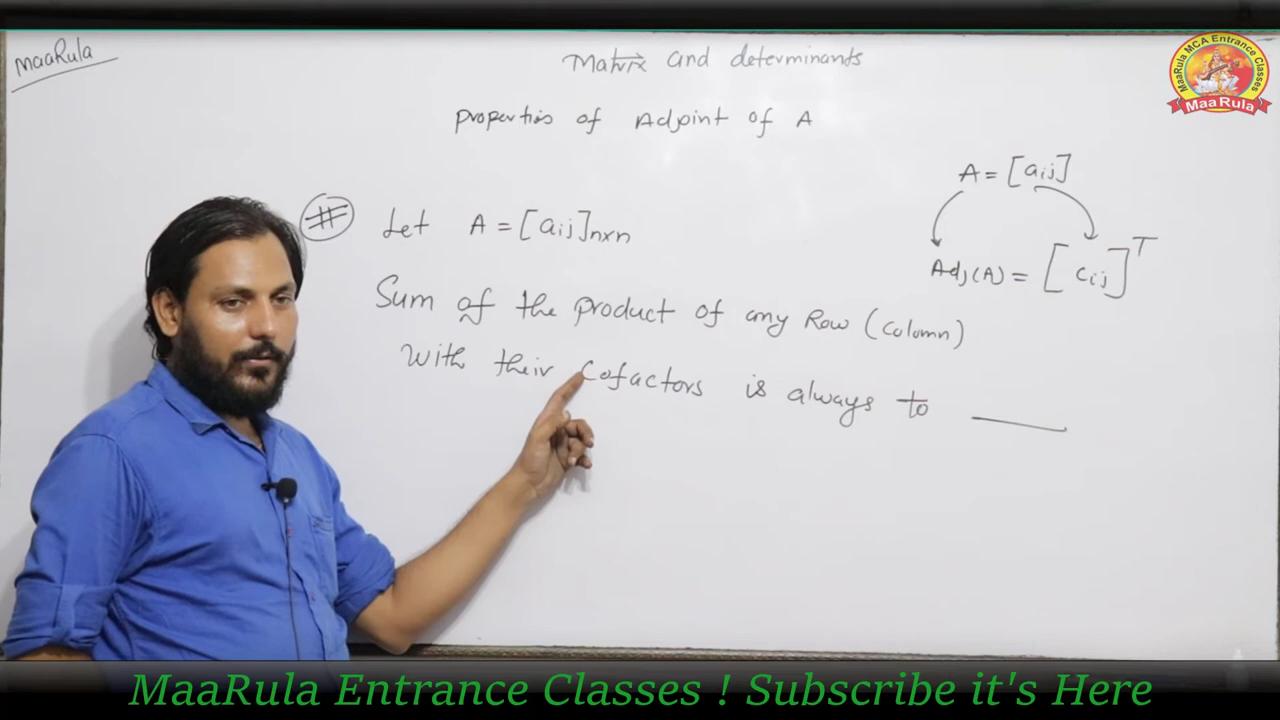 MaaRula
Matrix and determinants
MaaRula MCA Entrance Classes
MaaRula
properties of Adjoint of A
A = [aij]
# Let A = [aij]nxn
Adj(A) = [cij]T
Sum of the product of any Row (Column)
with their Cofactors is always to ____
MaaRula Entrance Classes ! Subscribe it's Here